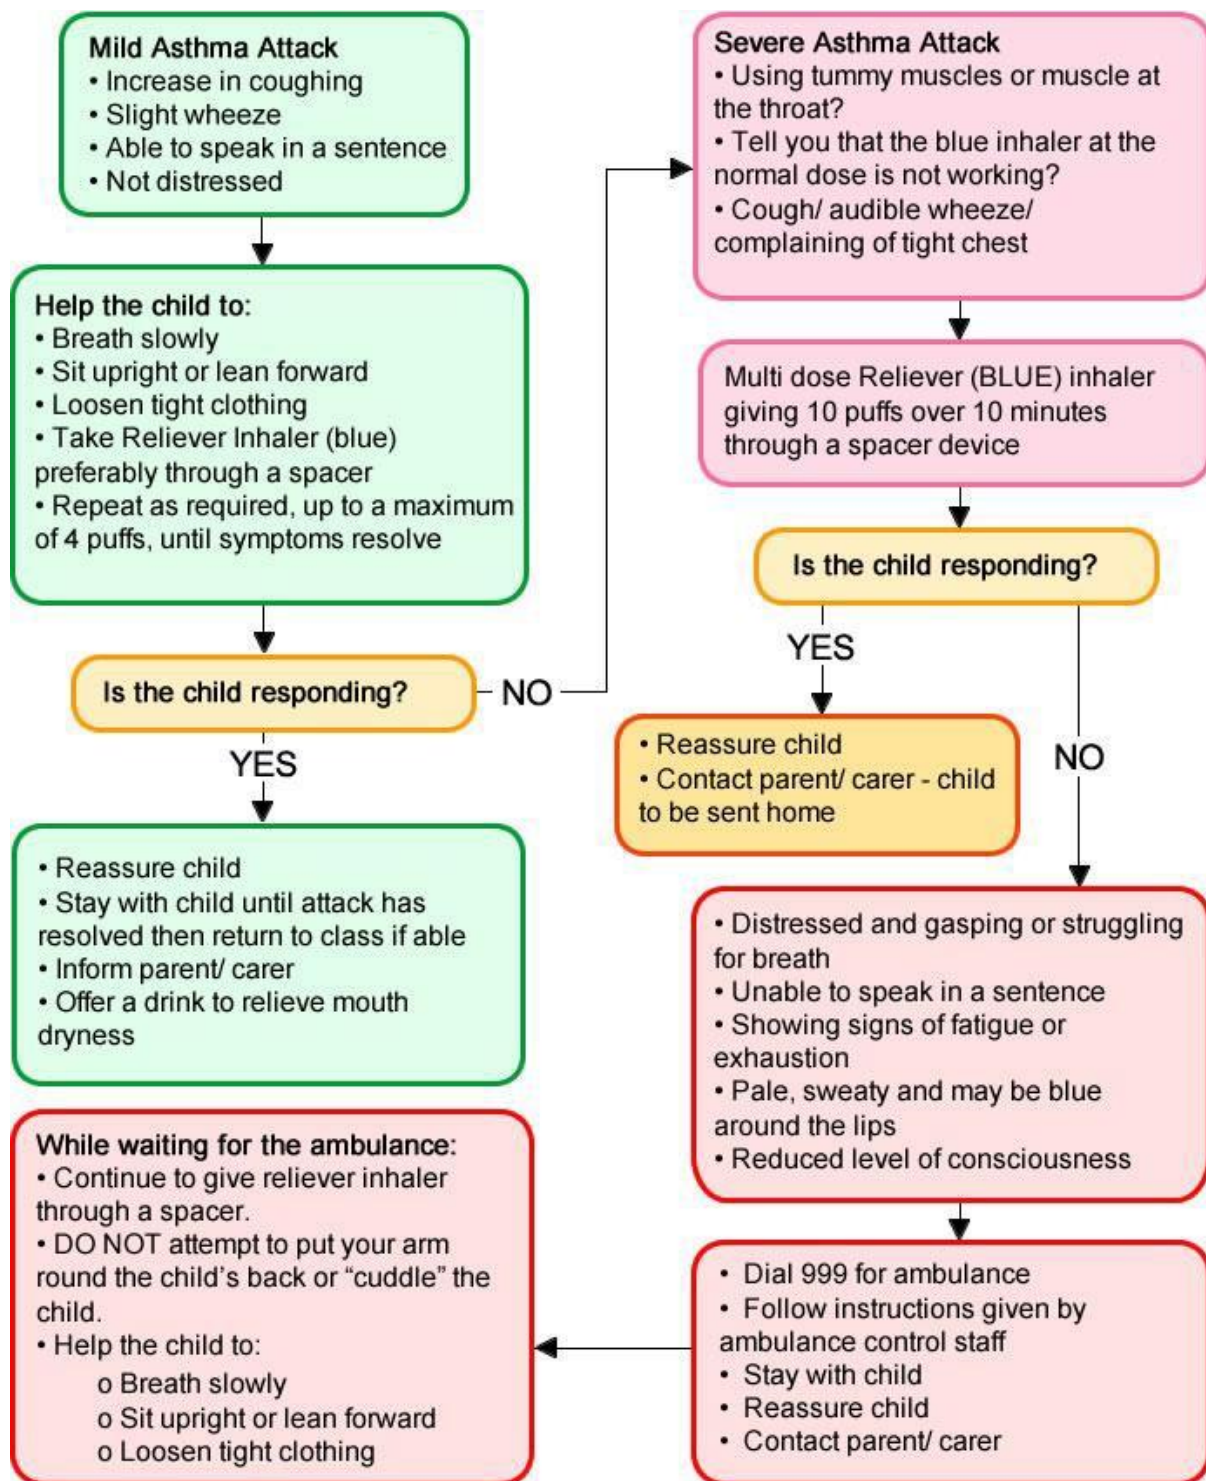 Mild Asthma Attack
• Increase in coughing
• Slight wheeze
• Able to speak in a sentence
• Not distressed
Help the child to:
• Breath slowly
• Sit upright or lean forward
• Loosen tight clothing
• Take Reliever Inhaler (blue)
preferably through a spacer
• Repeat as required, up to a maximum
of 4 puffs, until symptoms resolve
Is the child responding?
NO
YES
• Reassure child
• Stay with child until attack has
resolved then return to class if able
• Inform parent/ carer
• Offer a drink to relieve mouth
dryness
Severe Asthma Attack
• Using tummy muscles or muscle at
the throat?
• Tell you that the blue inhaler at the
normal dose is not working?
• Cough/ audible wheeze/
complaining of tight chest
Multi dose Reliever (BLUE) inhaler
giving 10 puffs over 10 minutes
through a spacer device
Is the child responding?
YES
NO
• Reassure child
• Contact parent/ carer - child
to be sent home
• Distressed and gasping or struggling
for breath
• Unable to speak in a sentence
• Showing signs of fatigue or
exhaustion
• Pale, sweaty and may be blue
around the lips
• Reduced level of consciousness
• Dial 999 for ambulance
• Follow instructions given by
ambulance control staff
• Stay with child
• Reassure child
• Contact parent/ carer
While waiting for the ambulance:
• Continue to give reliever inhaler
through a spacer.
• DO NOT attempt to put your arm
round the child's back or “cuddle” the
child.
• Help the child to:
o Breath slowly
o Sit upright or lean forward
o Loosen tight clothing